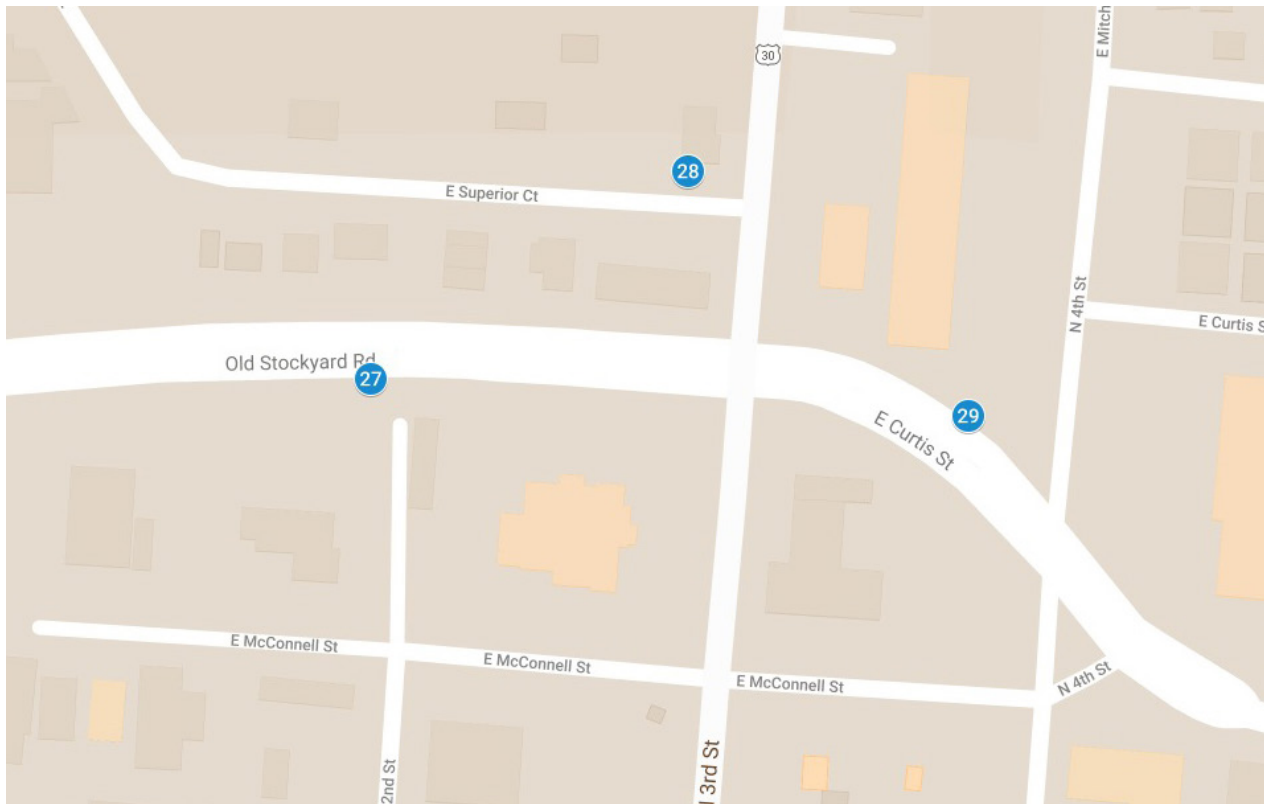 E Mitch
30
28
E Superior Ct
N 4th St
E Curtis S
Old Stockyard Rd
27
29
E Curtis St
E McConnell St
E McConnell St
E McConnell St
N 4th St
2nd St
3rd St